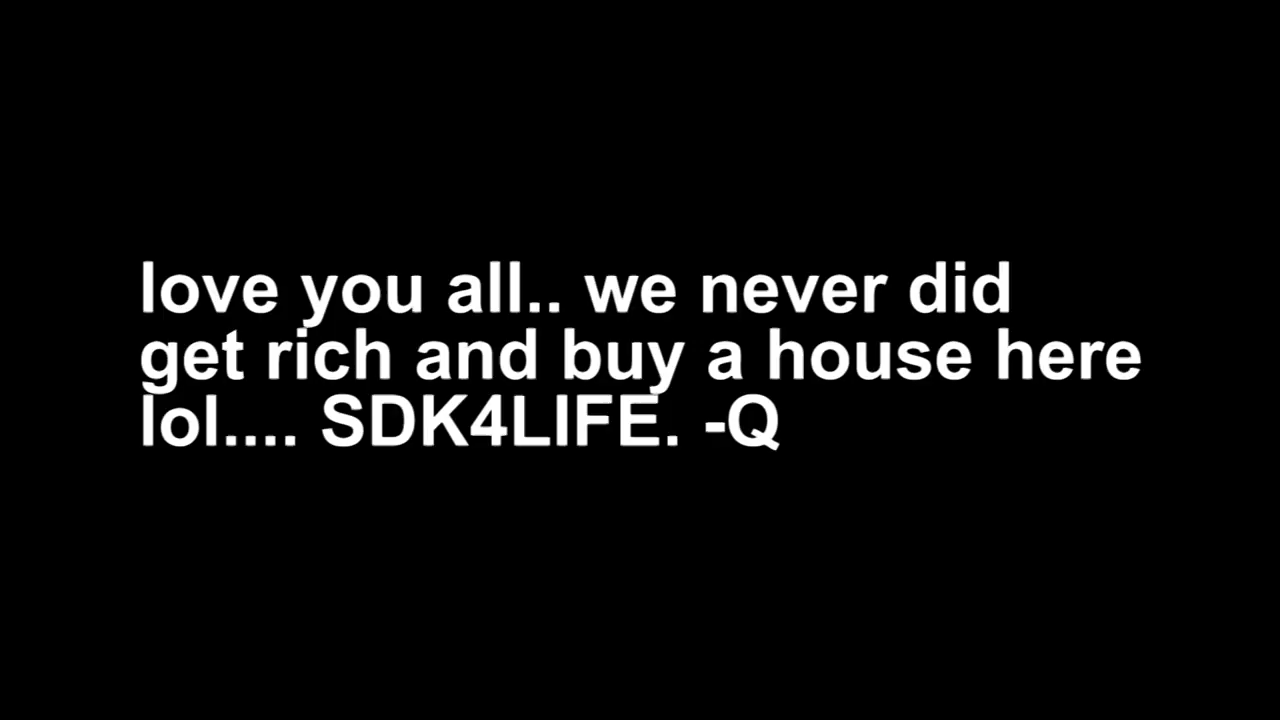 love you all.. we never did
get rich and buy a house here
lol.... SDK4LIFE. -Q